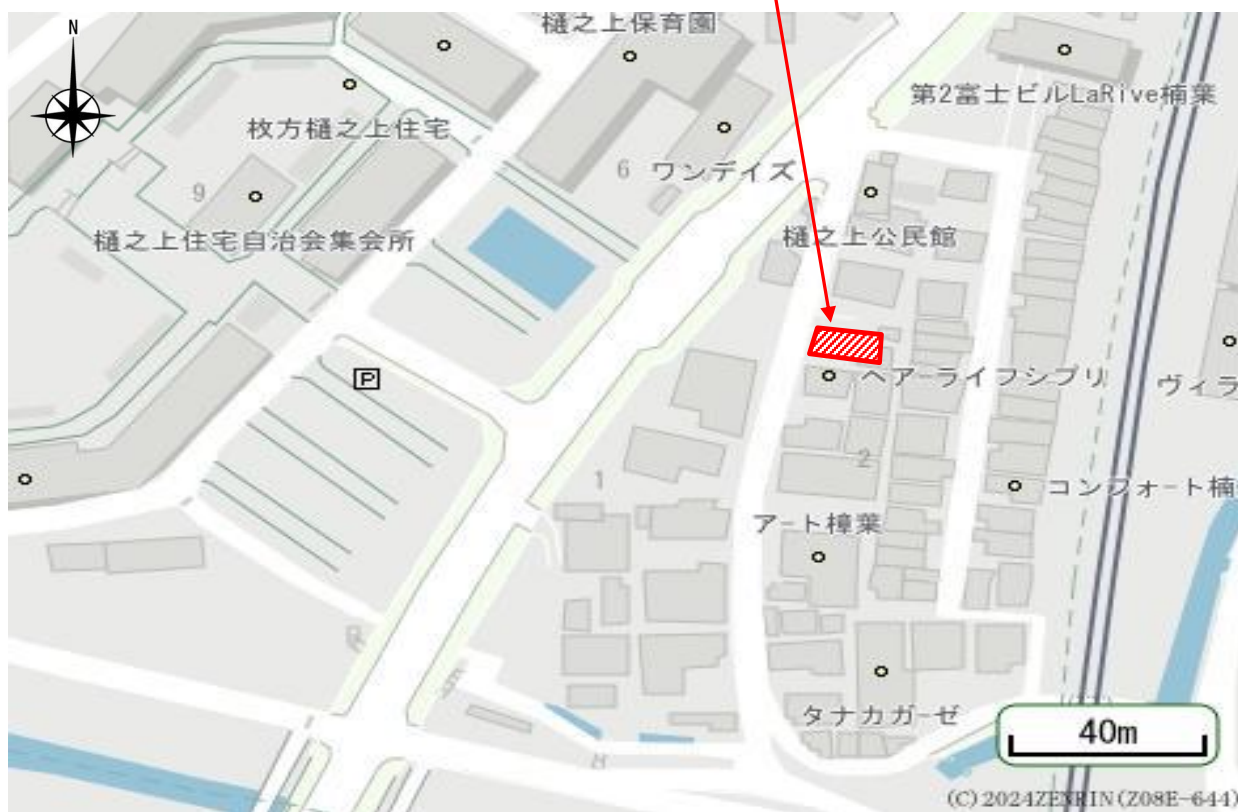 N
樋之上保育園
第2富士ビルLaRive楠葉
枚方樋之上住宅
6
ワンデイズ
9
樋之上住宅自治会集会所
樋之上公民館
P
ヘアーライフシブリ
ヴィラ
2
1
コンフォート楠
アート樟葉
タナカガーゼ
40m
(C)2024ZENRIN(Z08E-644)